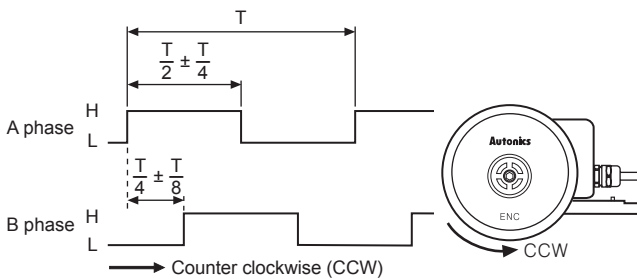 T
T/2 ± T/4
A phase
H
L
T/4 ± T/8
B phase
H
L
Counter clockwise (CCW)
Autonics
ENC
CCW